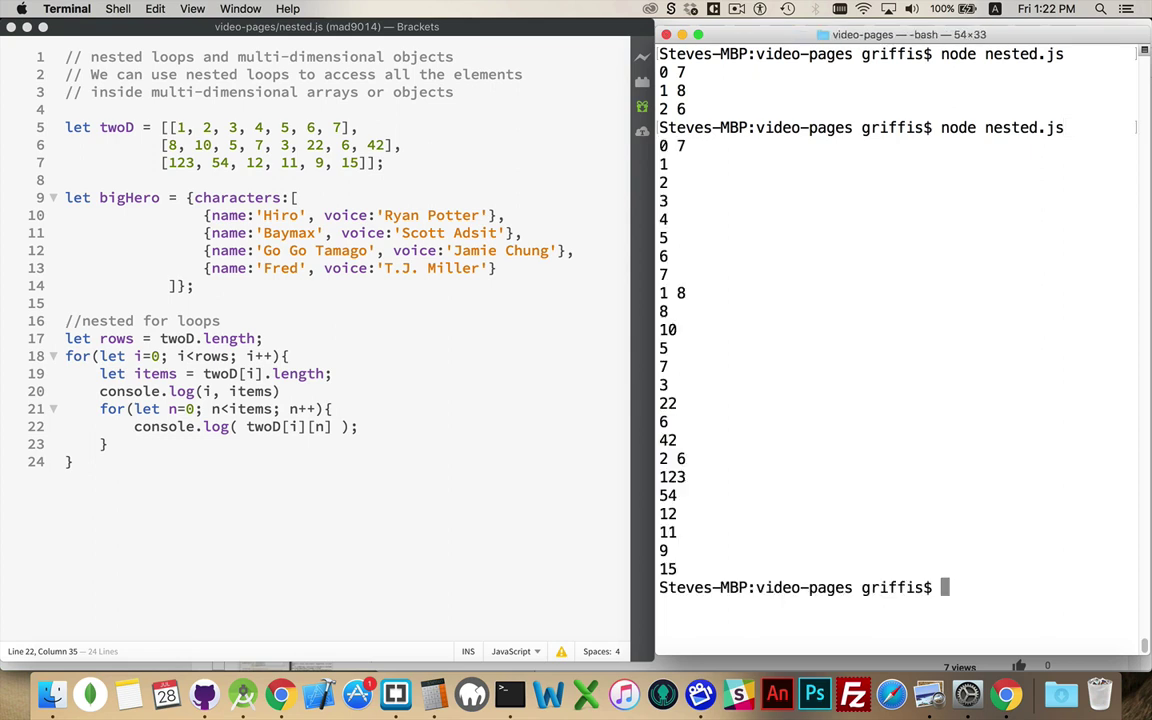 Terminal Shell Edit View Window Help
100% Fri 1:22 PM
video-pages/nested.js (mad9014) — Brackets
1 // nested loops and multi-dimensional objects
2 // We can use nested loops to access all the elements
3 // inside multi-dimensional arrays or objects
4
5 let twoD = [[1, 2, 3, 4, 5, 6, 7],
6 [8, 10, 5, 7, 3, 22, 6, 42],
7 [123, 54, 12, 11, 9, 15]];
8
9 let bigHero = {characters:[
10 {name:'Hiro', voice:'Ryan Potter'},
11 {name:'Baymax', voice:'Scott Adsit'},
12 {name:'Go Go Tamago', voice:'Jamie Chung'},
13 {name:'Fred', voice:'T.J. Miller'}
14 ]};
15
16 //nested for loops
17 let rows = twoD.length;
18 for(let i=0; i<rows; i++){
19 let items = twoD[i].length;
20 console.log(i, items)
21 for(let n=0; n<items; n++){
22 console.log( twoD[i][n] );
23 }
24 }
Line 22, Column 35 — 24 Lines
INS JavaScript Spaces: 4
video-pages — -bash — 54×33
Steves-MBP:video-pages griffis$ node nested.js
0 7
1 8
2 6
Steves-MBP:video-pages griffis$ node nested.js
0 7
1
2
3
4
5
6
7
1 8
8
10
5
7
3
22
6
42
2 6
123
54
12
11
9
15
Steves-MBP:video-pages griffis$
7 views 0
JUL
28
1
An
Ps
Fz